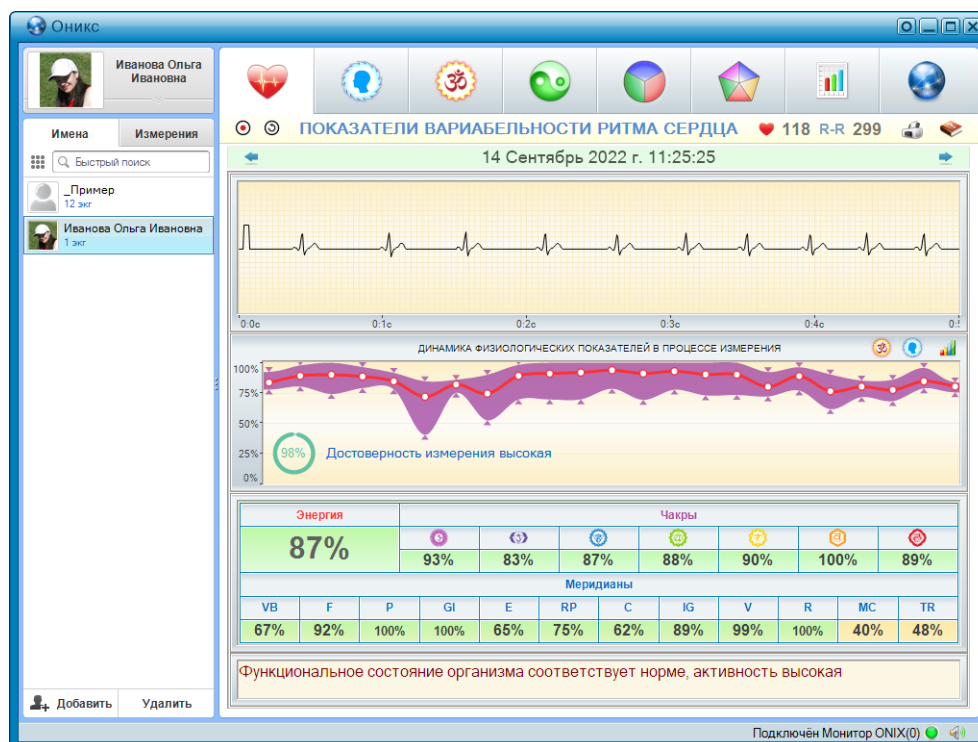 Оникс
Иванова Ольга
Ивановна
Имена Измерения
Быстрый поиск
_Пример
12 экг
Иванова Ольга Ивановна
1 экг
Добавить Удалить
ПОКАЗАТЕЛИ ВАРИАБЕЛЬНОСТИ РИТМА СЕРДЦА 118 R-R 299
14 Сентябрь 2022 г. 11:25:25
0:0с 0:1с 0:2с 0:3с 0:4с 0:
ДИНАМИКА ФИЗИОЛОГИЧЕСКИХ ПОКАЗАТЕЛЕЙ В ПРОЦЕССЕ ИЗМЕРЕНИЯ
100%
75%
50%
25%
0%
98% Достоверность измерения высокая
Энергия Чакры
87%
93% 83% 87% 88% 90% 100% 89%
Меридианы
VB F P GI E RP C IG V R MC TR
67% 92% 100% 100% 65% 75% 62% 89% 99% 100% 40% 48%
Функциональное состояние организма соответствует норме, активность высокая
Подключён Монитор ONIX(0)